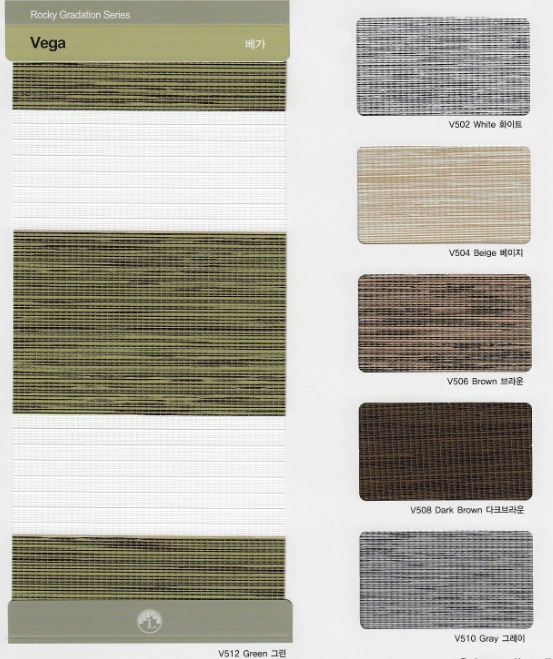 Rocky Gradation Series
Vega 베가
V502 White 화이트
V504 Beige 베이지
V506 Brown 브라운
V508 Dark Brown 다크브라운
V510 Gray 그레이
V512 Green 그린